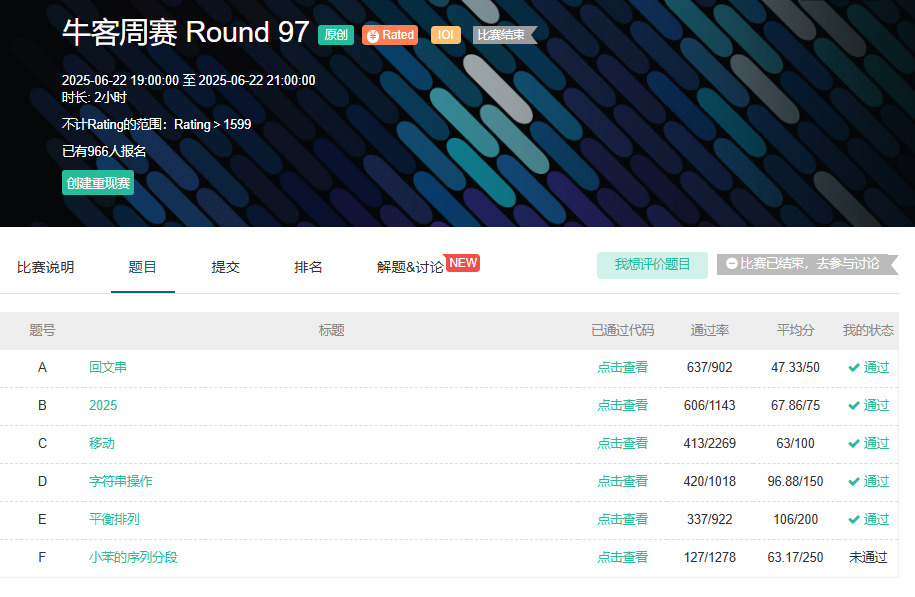 牛客周赛 Round 97 原创 Rated IOI 比赛结束
2025-06-22 19:00:00 至 2025-06-22 21:00:00
时长: 2小时
不计Rating的范围：Rating > 1599
已有966人报名
创建重现赛
比赛说明 题目 提交 排名 解题&讨论 NEW 我想评价题目 比赛已结束，去参与讨论
题号 标题 已通过代码 通过率 平均分 我的状态
A 回文串 点击查看 637/902 47.33/50 通过
B 2025 点击查看 606/1143 67.86/75 通过
C 移动 点击查看 413/2269 63/100 通过
D 字符串操作 点击查看 420/1018 96.88/150 通过
E 平衡排列 点击查看 337/922 106/200 通过
F 小苯的序列分段 点击查看 127/1278 63.17/250 未通过